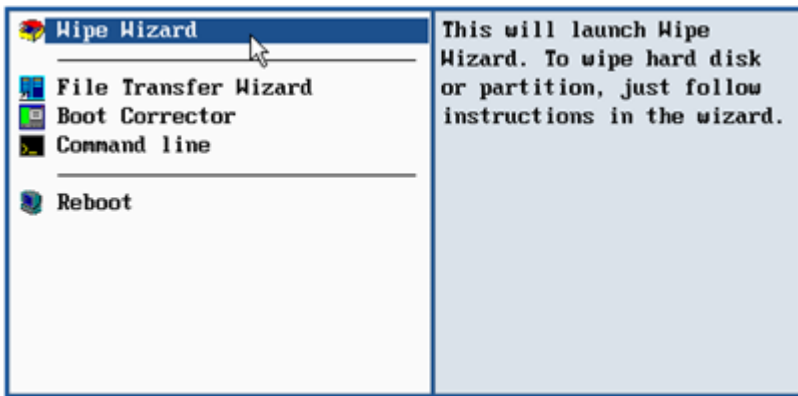 Wipe Wizard
File Transfer Wizard
Boot Corrector
Command line
Reboot
This will launch Wipe
Wizard. To wipe hard disk
or partition, just follow
instructions in the wizard.